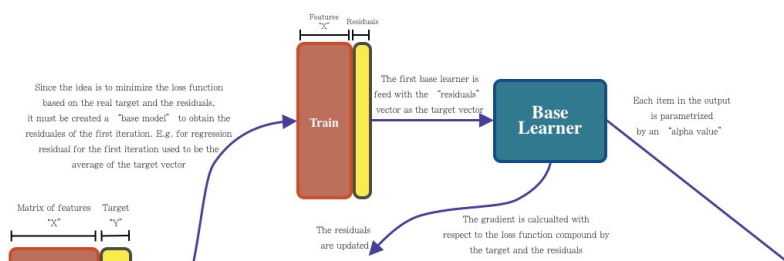 Features
"X"
Residuals
Since the idea is to minimize the loss function
based on the real target and the residuals,
it must be created a "base model" to obtain the
residuales of the first iteration. E.g. for regression
residual for the first iteration used to be the
average of the target vector
Train
The first base learner is
feed with the "residuals"
vector as the target vector
Base
Learner
Each item in the output
is parametrized
by an "alpha value"
Matrix of features
"X"
Target
"Y"
The residuals
are updated
The gradient is calcualted with
respect to the loss function compound by
the target and the residuals